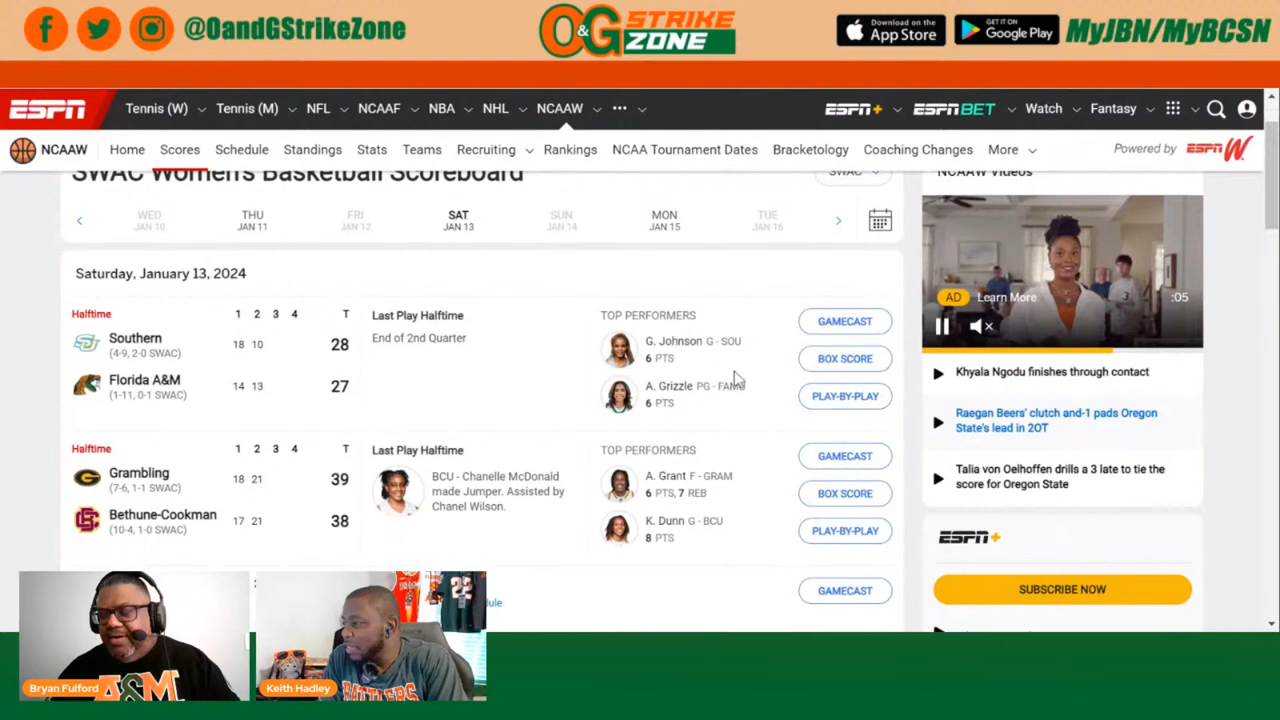 @OandGStrikeZone
O&G STRIKE ZONE
Download on the App Store
GET IT ON Google Play
MyJBN/MyBCSN
ESPN
Tennis (W)
Tennis (M)
NFL
NCAAF
NBA
NHL
NCAAW
ESPN+
ESPN BET
Watch
Fantasy
NCAAW
Home
Scores
Schedule
Standings
Stats
Teams
Recruiting
Rankings
NCAA Tournament Dates
Bracketology
Coaching Changes
More
Powered by ESPN W
SWAC Women's Basketball Scoreboard
SWAC
WED JAN 10
THU JAN 11
FRI JAN 12
SAT JAN 13
SUN JAN 14
MON JAN 15
TUE JAN 16
Saturday, January 13, 2024
Halftime 1 2 3 4 T
Southern 18 10 28
(4-9, 2-0 SWAC)
Florida A&M 14 13 27
(1-11, 0-1 SWAC)
Last Play Halftime
End of 2nd Quarter
TOP PERFORMERS
G. Johnson G - SOU
6 PTS
A. Grizzle PG - FAMU
6 PTS
GAMECAST
BOX SCORE
PLAY-BY-PLAY
Halftime 1 2 3 4 T
Grambling 18 21 39
(7-6, 1-1 SWAC)
Bethune-Cookman 17 21 38
(10-4, 1-0 SWAC)
Last Play Halftime
BCU - Chanelle McDonald
made Jumper. Assisted by
Chanel Wilson.
TOP PERFORMERS
A. Grant F - GRAM
6 PTS, 7 REB
K. Dunn G - BCU
8 PTS
GAMECAST
BOX SCORE
PLAY-BY-PLAY
GAMECAST
NCAAW Videos
AD Learn More :05
Khyala Ngodu finishes through contact
Raegan Beers' clutch and-1 pads Oregon
State's lead in 2OT
Talia von Oelhoffen drills a 3 late to tie the
score for Oregon State
ESPN+
SUBSCRIBE NOW
A&M
RATTLERS
Bryan Fulford
Keith Hadley